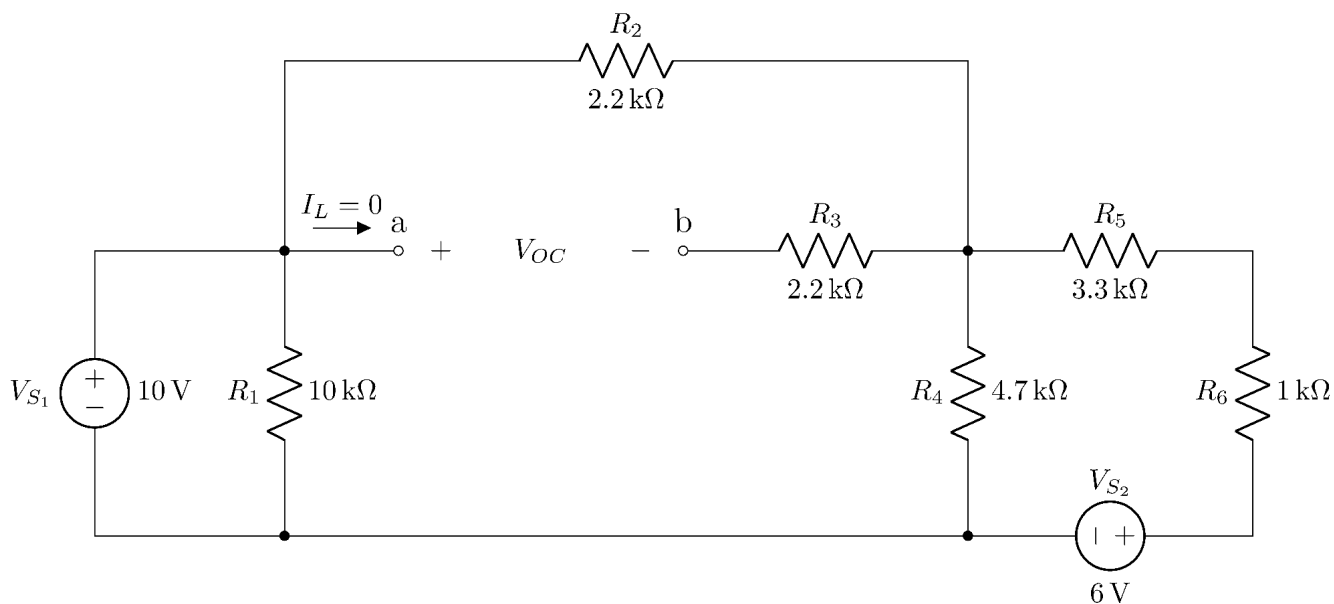 R₂
2.2 kΩ
I_L = 0
a
+ V_OC −
b
R₃
2.2 kΩ
R₅
3.3 kΩ
V_S₁
+
−
10 V
R₁
10 kΩ
R₄
4.7 kΩ
R₆
1 kΩ
V_S₂
− +
6 V